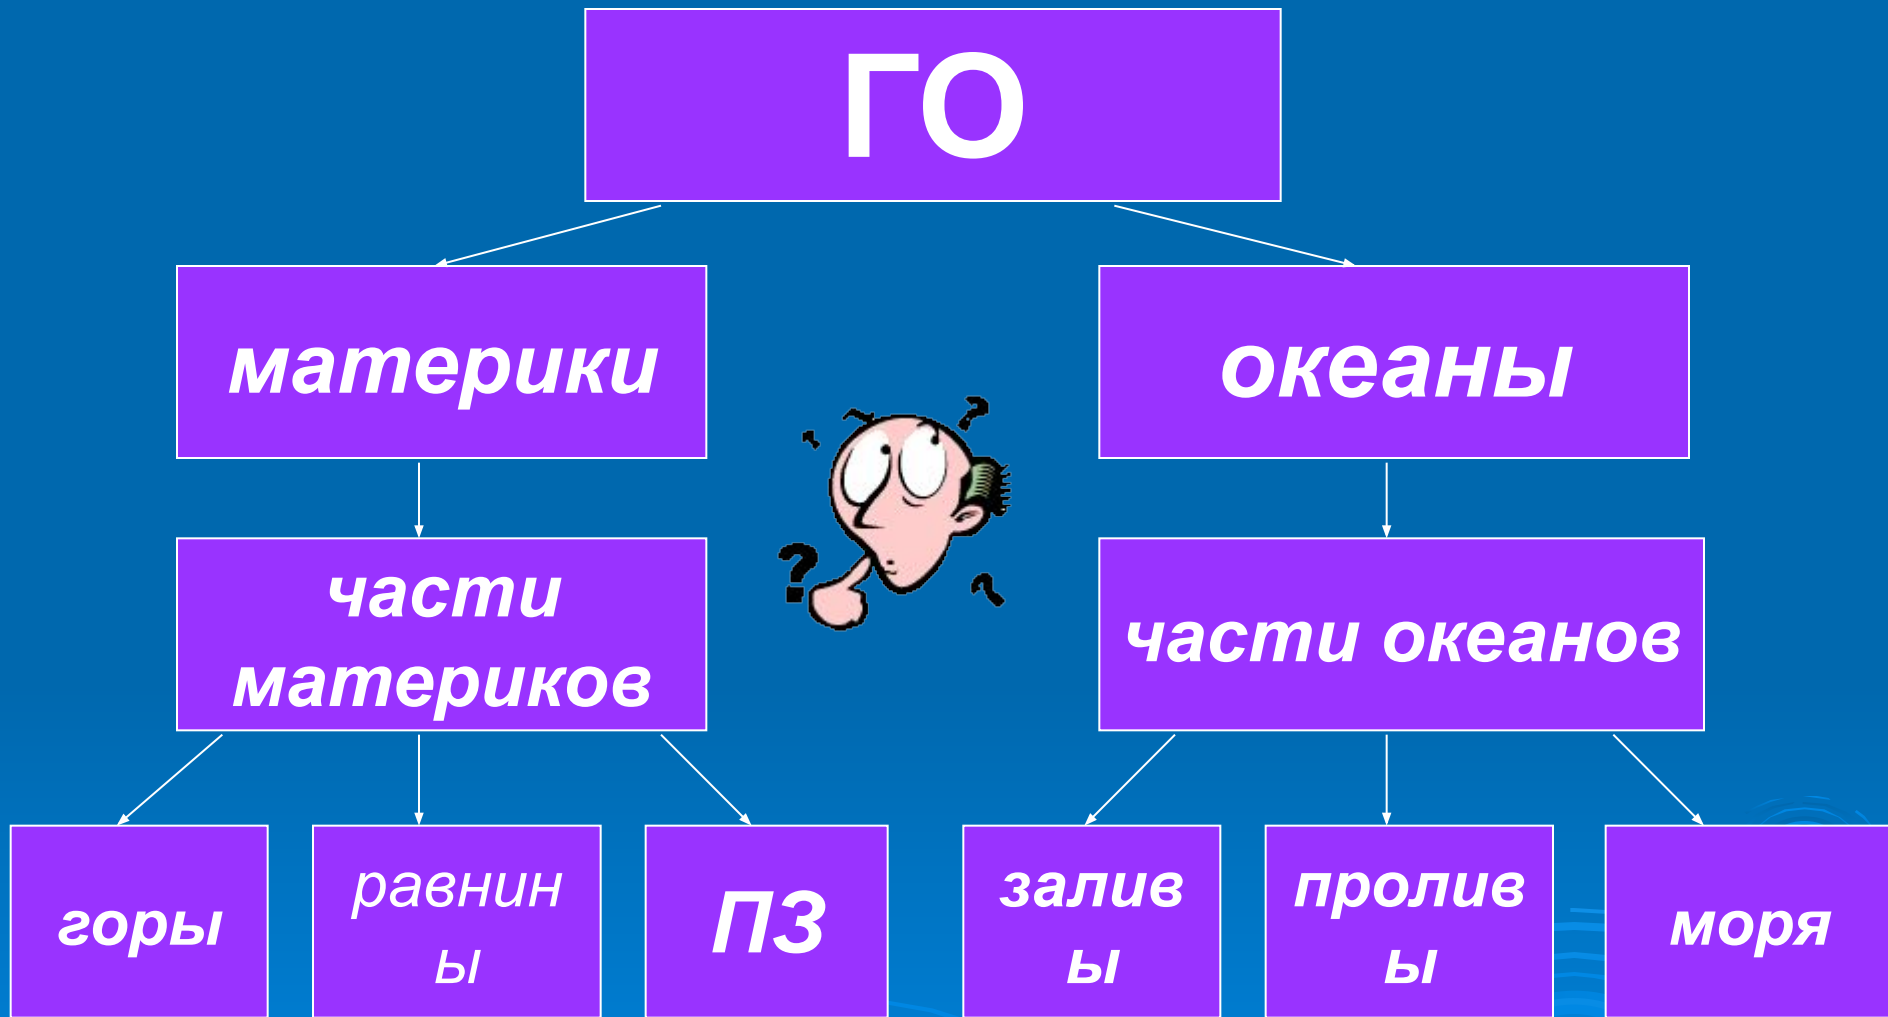 ГО
материки
океаны
части
материков
части океанов
горы
равнин
ы
ПЗ
залив
ы
пролив
ы
моря